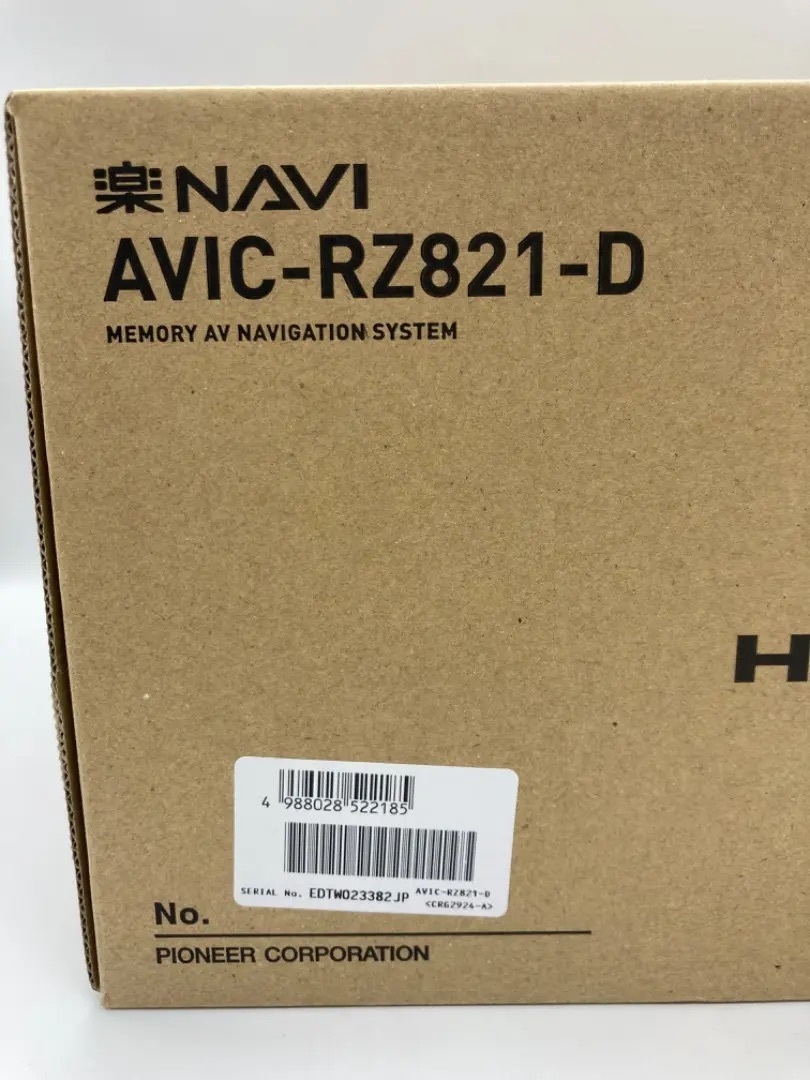 楽NAVI
AVIC-RZ821-D
MEMORY AV NAVIGATION SYSTEM
H
4 988028 522185
SERIAL No. EDTW023382JP AVIC-RZ821-D
<CRG2924-A>
No.
PIONEER CORPORATION